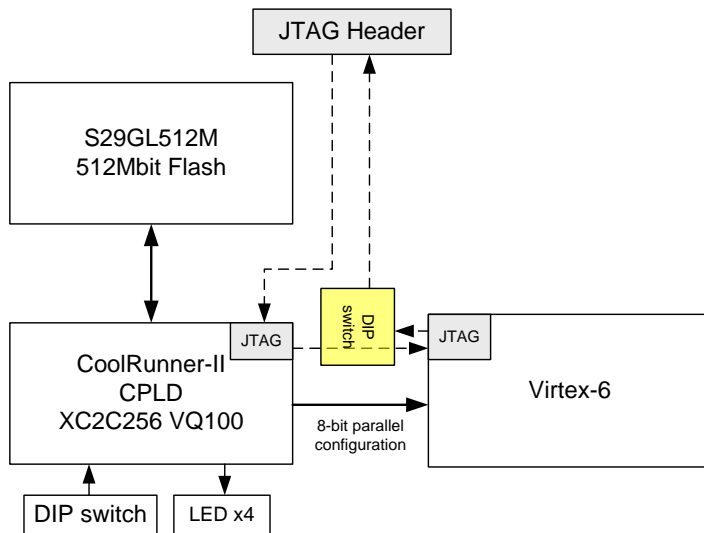 JTAG Header
S29GL512M
512Mbit Flash
DIP
switch
JTAG
JTAG
CoolRunner-II
CPLD
XC2C256 VQ100
Virtex-6
8-bit parallel
configuration
DIP switch
LED x4